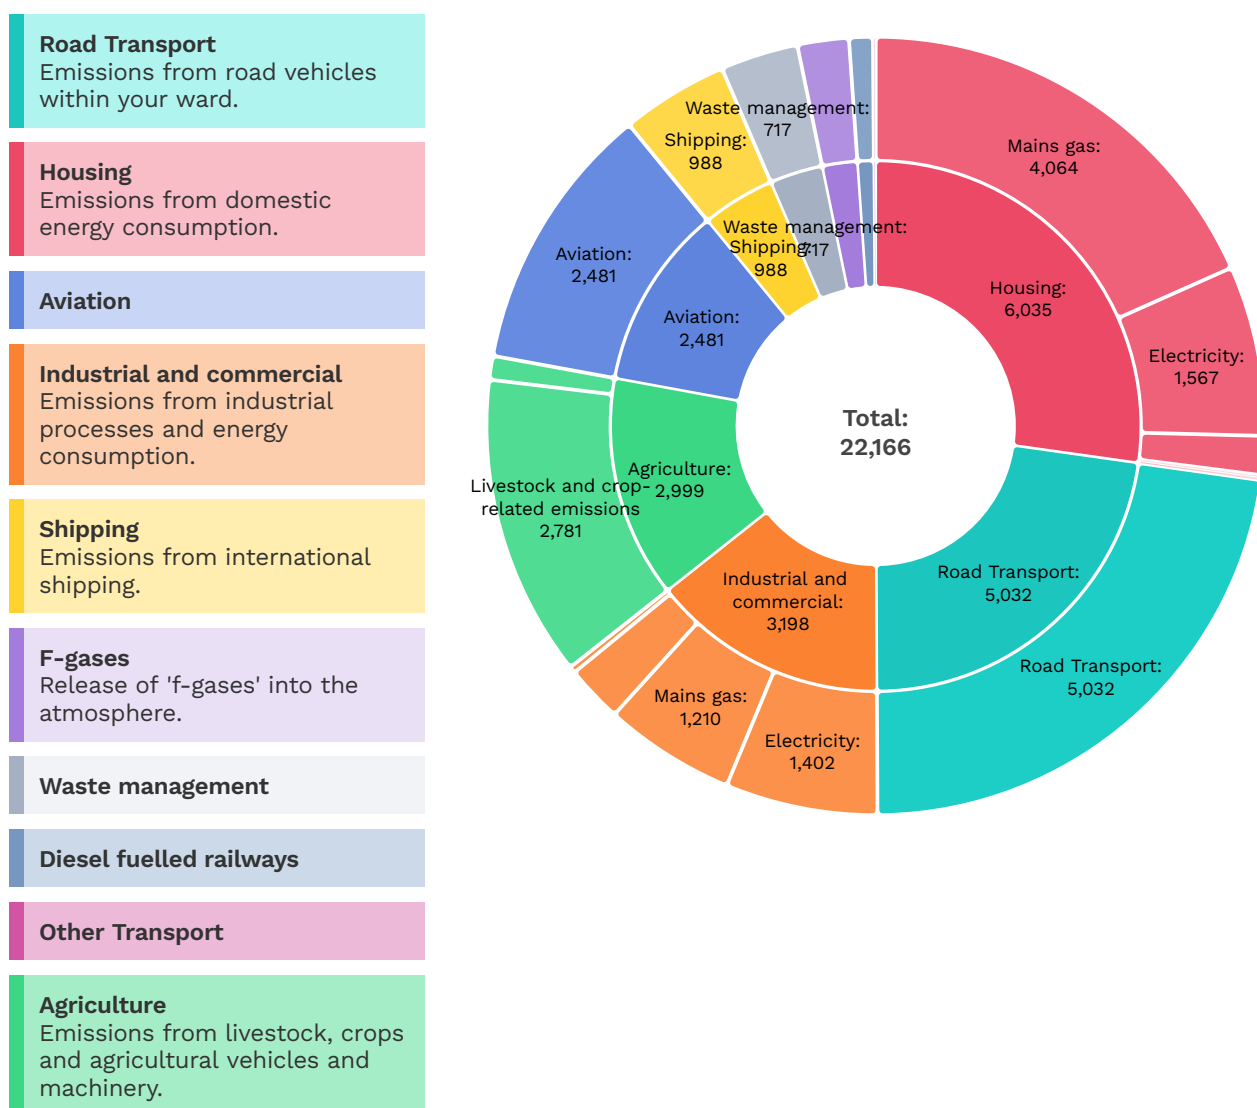 Road Transport
Emissions from road vehicles
within your ward.
Housing
Emissions from domestic
energy consumption.
Aviation
Industrial and commercial
Emissions from industrial
processes and energy
consumption.
Shipping
Emissions from international
shipping.
F-gases
Release of 'f-gases' into the
atmosphere.
Waste management
Diesel fuelled railways
Other Transport
Agriculture
Emissions from livestock, crops
and agricultural vehicles and
machinery.
Waste management:
717
Shipping:
988
Mains gas:
4,064
Waste management:
717
Shipping:
988
Aviation:
2,481
Aviation:
2,481
Housing:
6,035
Electricity:
1,567
Total:
22,166
Agriculture:
2,999
Livestock and crop-
related emissions
2,781
Industrial and
commercial:
3,198
Road Transport:
5,032
Road Transport:
5,032
Mains gas:
1,210
Electricity:
1,402